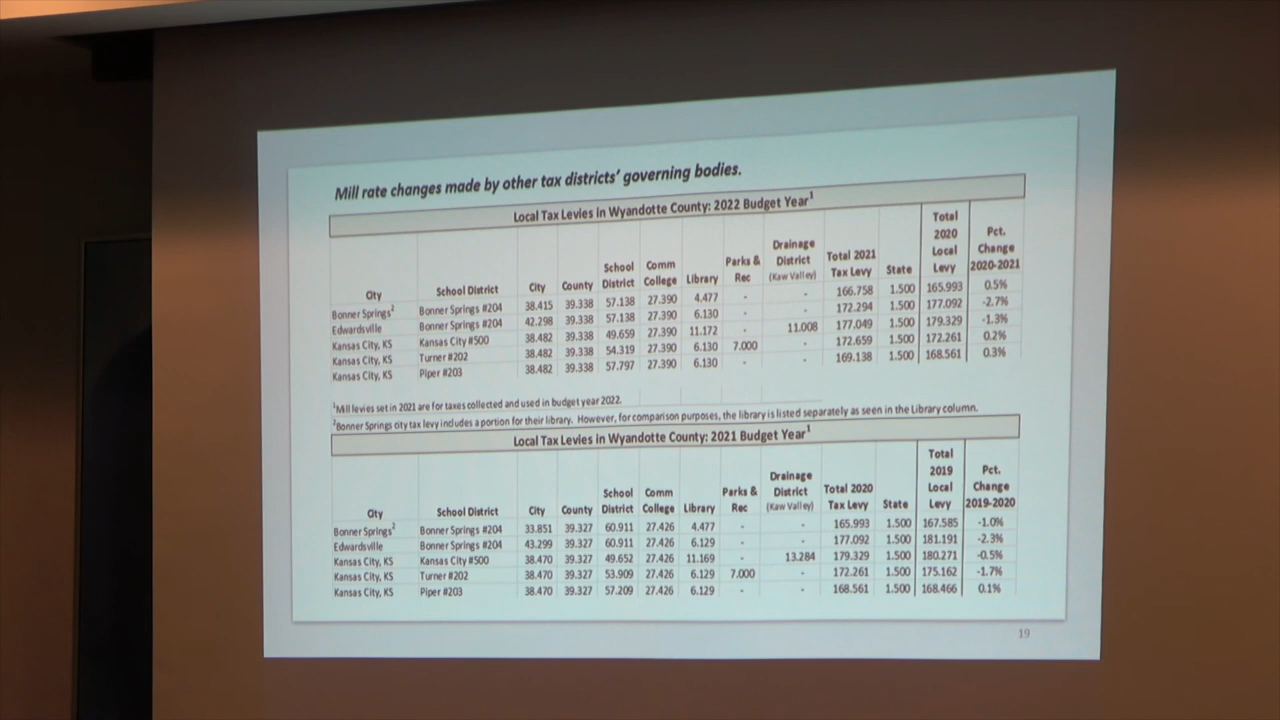 Mill rate changes made by other tax districts' governing bodies.
Local Tax Levies in Wyandotte County: 2022 Budget Year1
City School District City County School District Comm College Library Parks & Rec Drainage District (Kaw Valley) Total 2021 Tax Levy State Total 2020 Local Levy Pct. Change 2020-2021
Bonner Springs2 Bonner Springs #204 38.415 39.338 57.138 27.390 4.477 - - 166.758 1.500 165.993 0.5%
Edwardsville Bonner Springs #204 42.298 39.338 57.138 27.390 6.130 - - 172.294 1.500 177.092 -2.7%
Kansas City, KS Kansas City #500 38.482 39.338 49.659 27.390 11.172 - 11.008 177.049 1.500 179.329 -1.3%
Kansas City, KS Turner #202 38.482 39.338 54.319 27.390 6.130 7.000 - 172.659 1.500 172.261 0.2%
Kansas City, KS Piper #203 38.482 39.338 57.797 27.390 6.130 - - 169.138 1.500 168.561 0.3%
1Mill levies set in 2021 are for taxes collected and used in budget year 2022.
2Bonner Springs city tax levy includes a portion for their library. However, for comparison purposes, the library is listed separately as seen in the Library column.
Local Tax Levies in Wyandotte County: 2021 Budget Year1
City School District City County School District Comm College Library Parks & Rec Drainage District (Kaw Valley) Total 2020 Tax Levy State Total 2019 Local Levy Pct. Change 2019-2020
Bonner Springs2 Bonner Springs #204 33.851 39.327 60.911 27.426 4.477 - - 165.993 1.500 167.585 -1.0%
Edwardsville Bonner Springs #204 43.299 39.327 60.911 27.426 6.129 - - 177.092 1.500 181.191 -2.3%
Kansas City, KS Kansas City #500 38.470 39.327 49.652 27.426 11.169 - 13.284 179.329 1.500 180.271 -0.5%
Kansas City, KS Turner #202 38.470 39.327 53.909 27.426 6.129 7.000 - 172.261 1.500 175.162 -1.7%
Kansas City, KS Piper #203 38.470 39.327 57.209 27.426 6.129 - - 168.561 1.500 168.466 0.1%
19